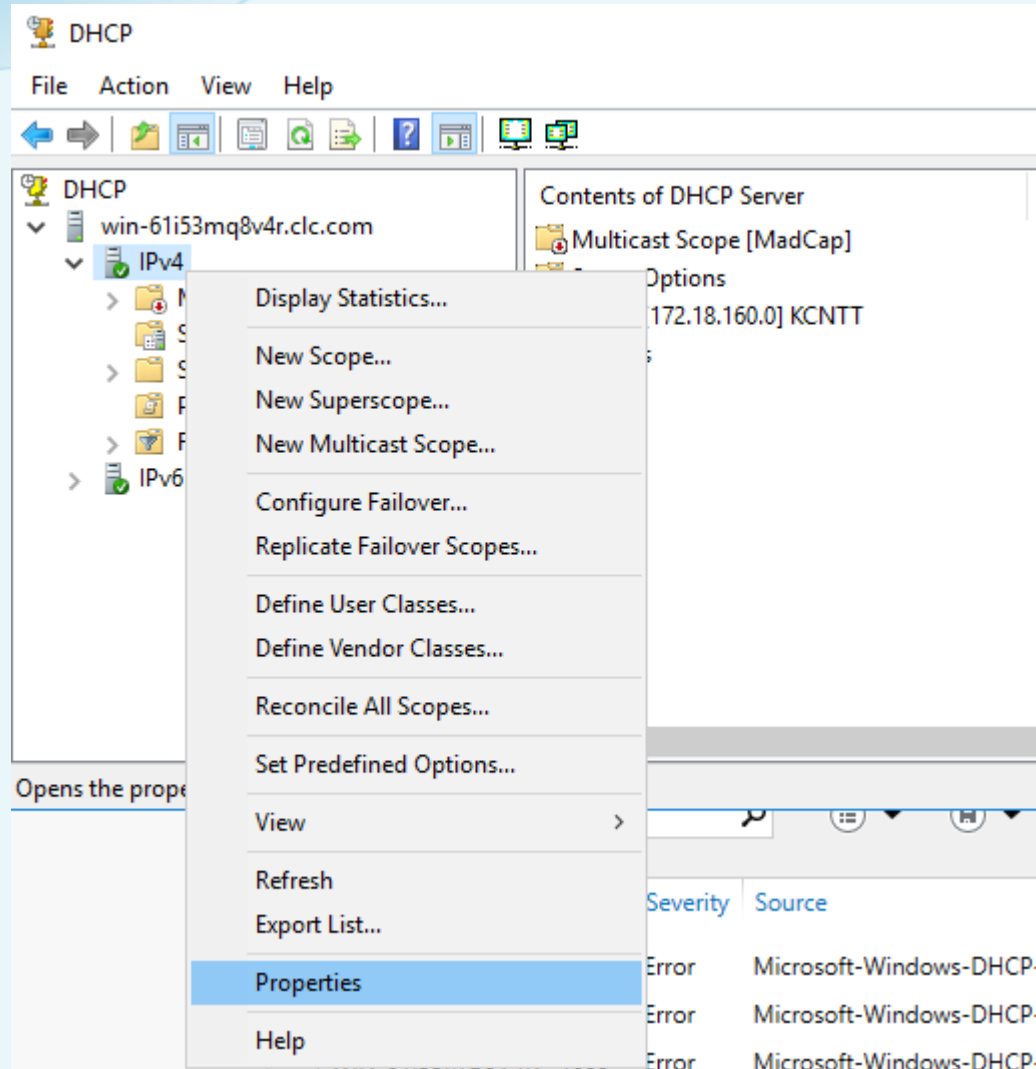 DHCP
File Action View Help
DHCP
win-61i53mq8v4r.clc.com
IPv4
IPv6
Contents of DHCP Server
Multicast Scope [MadCap]
Options
[172.18.160.0] KCNTT
Display Statistics...
New Scope...
New Superscope...
New Multicast Scope...
Configure Failover...
Replicate Failover Scopes...
Define User Classes...
Define Vendor Classes...
Reconcile All Scopes...
Set Predefined Options...
View
Refresh
Export List...
Properties
Help
Opens the prope
Severity Source
Error Microsoft-Windows-DHCP-
Error Microsoft-Windows-DHCP-
Error Microsoft-Windows-DHCP-